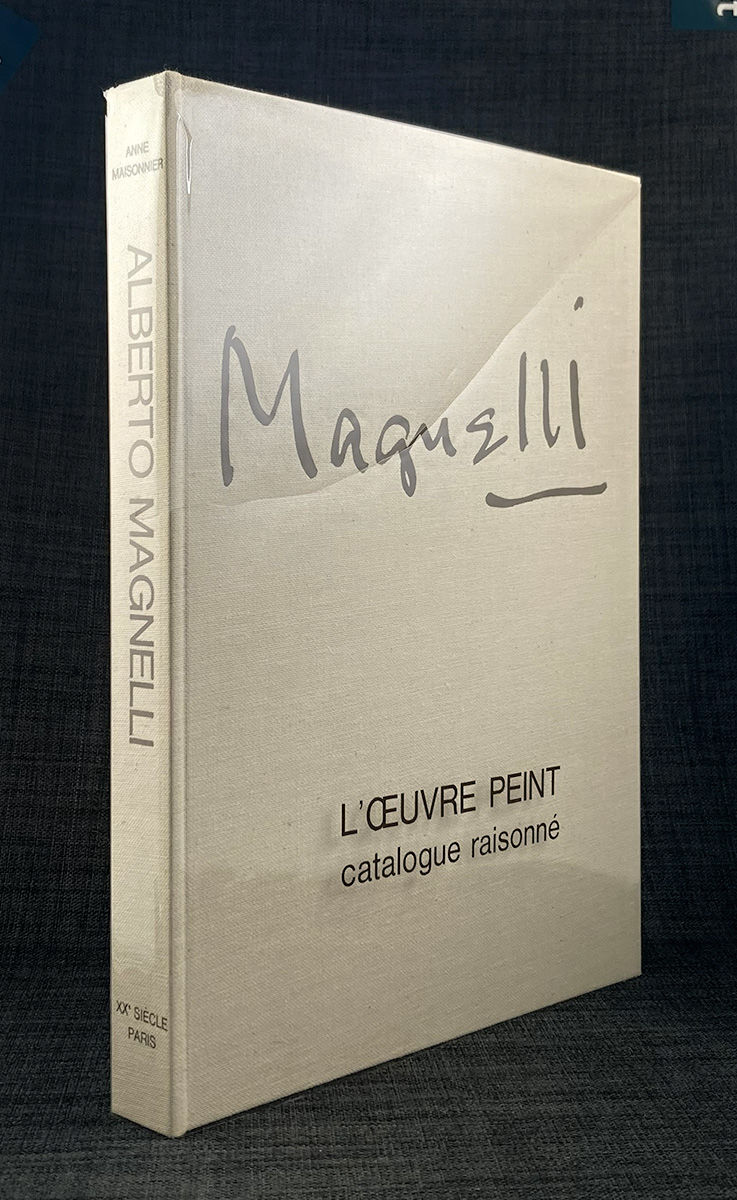 ANNE
MAISONNIER
ALBERTO MAGNELLI
XXᵉ SIÈCLE
PARIS
Magnelli
L'ŒUVRE PEINT
catalogue raisonné